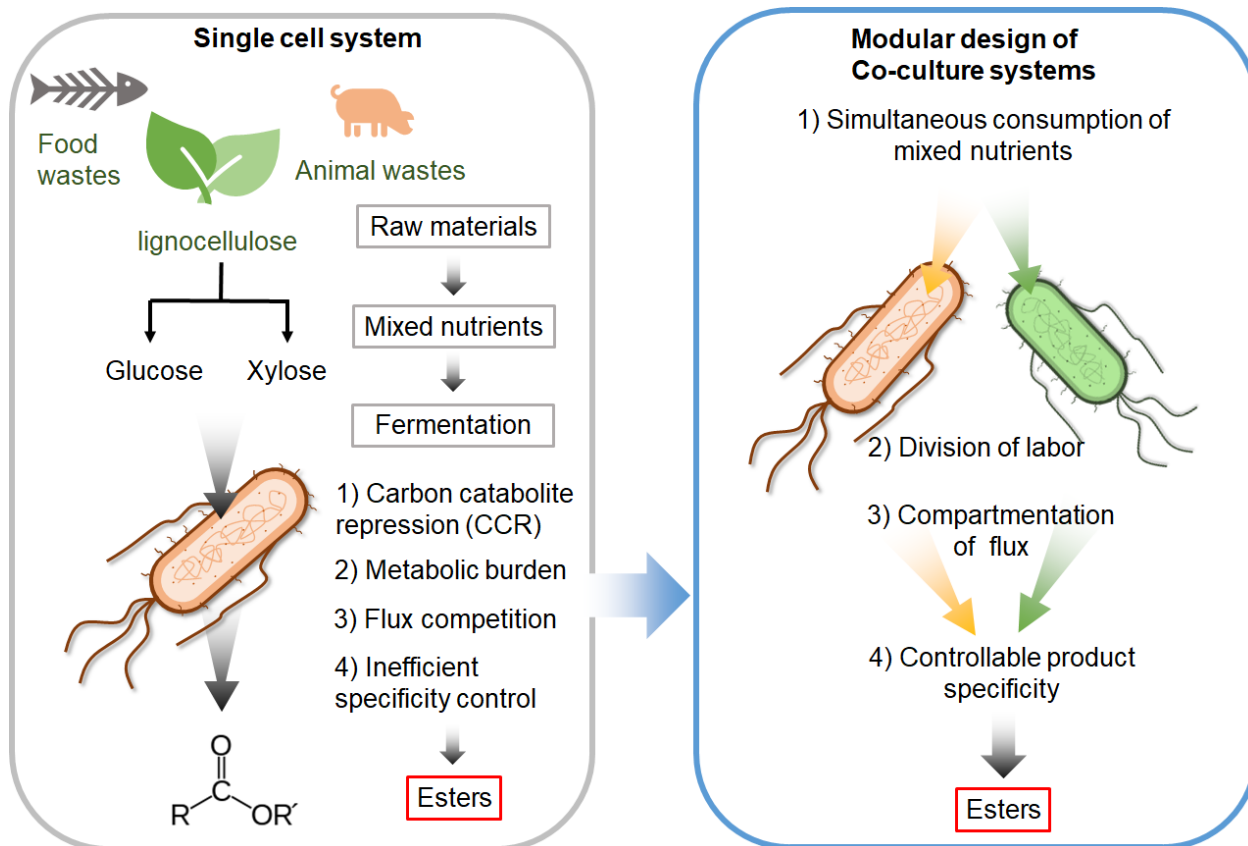 Single cell system
Food
wastes
Animal wastes
lignocellulose
Glucose
Xylose
Raw materials
Mixed nutrients
Fermentation
1) Carbon catabolite
repression (CCR)
2) Metabolic burden
3) Flux competition
4) Inefficient
specificity control
Esters
O
R
C
OR′
Modular design of
Co-culture systems
1) Simultaneous consumption of
mixed nutrients
2) Division of labor
3) Compartmentation
of flux
4) Controllable product
specificity
Esters